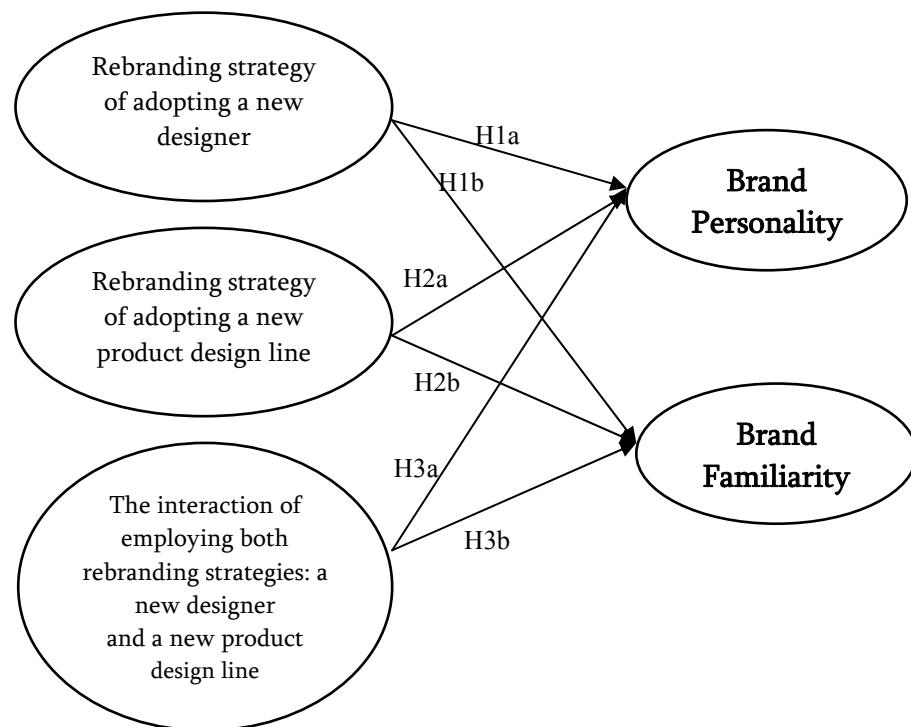 Rebranding strategy
of adopting a new
designer
H1a
H1b
Brand
Personality
Rebranding strategy
of adopting a new
product design line
H2a
H2b
Brand
Familiarity
The interaction of
employing both
rebranding strategies: a
new designer
and a new product
design line
H3a
H3b